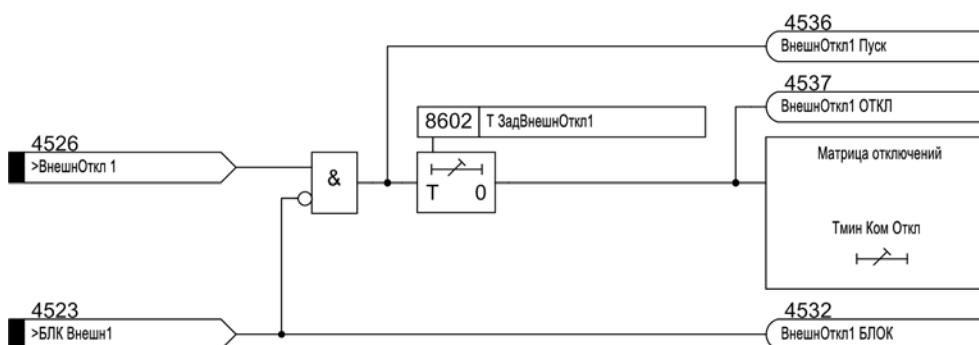 4536
ВнешОткл1 Пуск
4537
ВнешнОткл1 ОТКЛ
8602 Т ЗадВнешнОткл1
4526
>ВнешнОткл 1
&
T 0
Матрица отключений
Тмин Ком Откл
4523
>БЛК Внешн1
4532
ВнешнОткл1 БЛОК